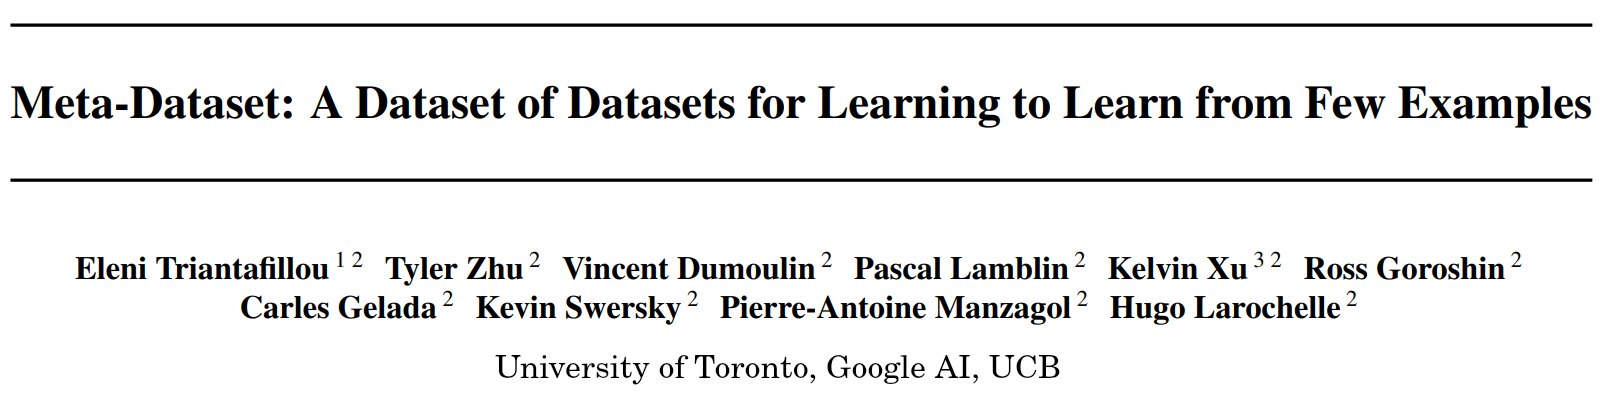 Meta-Dataset: A Dataset of Datasets for Learning to Learn from Few Examples
Eleni Triantafillou 1 2 Tyler Zhu 2 Vincent Dumoulin 2 Pascal Lamblin 2 Kelvin Xu 3 2 Ross Goroshin 2
Carles Gelada 2 Kevin Swersky 2 Pierre-Antoine Manzagol 2 Hugo Larochelle 2
University of Toronto, Google AI, UCB